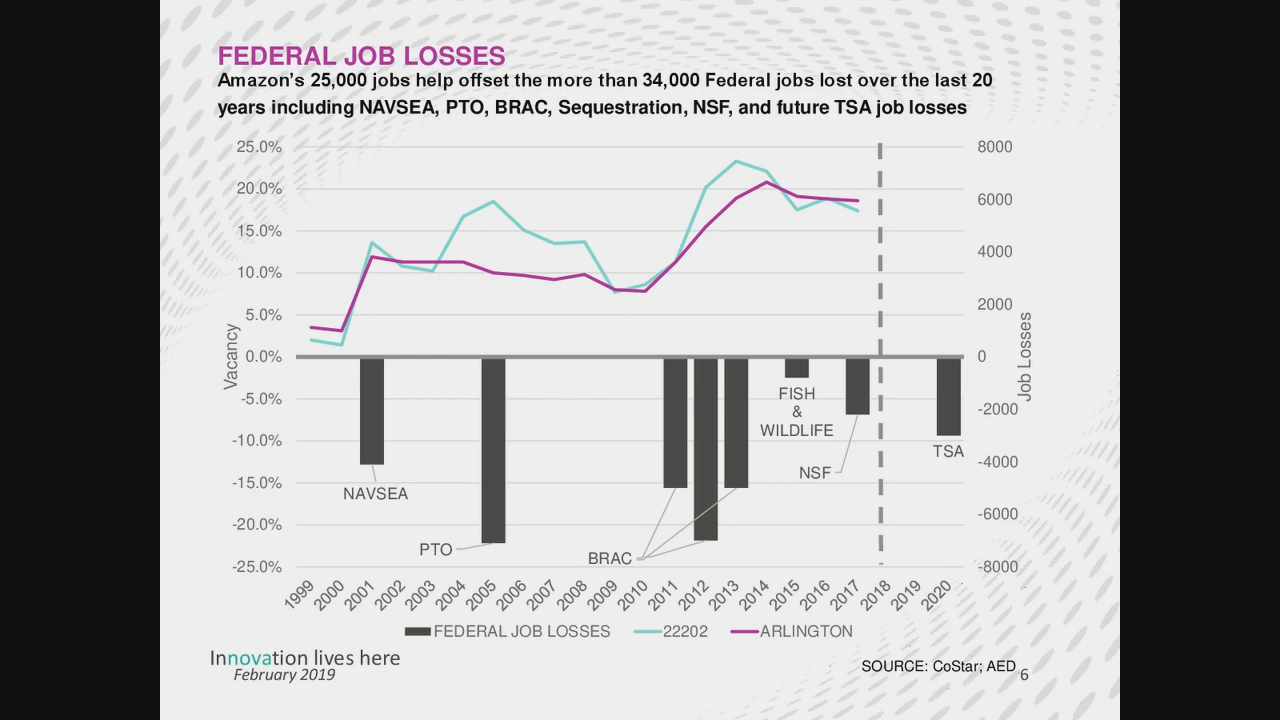 FEDERAL JOB LOSSES
Amazon's 25,000 jobs help offset the more than 34,000 Federal jobs lost over the last 20
years including NAVSEA, PTO, BRAC, Sequestration, NSF, and future TSA job losses
25.0%
20.0%
15.0%
10.0%
5.0%
0.0%
-5.0%
-10.0%
-15.0%
-20.0%
-25.0%
Vacancy
8000
6000
4000
2000
0
-2000
-4000
-6000
-8000
Job Losses
NAVSEA
PTO
BRAC
FISH
&
WILDLIFE
NSF
TSA
1999
2000
2001
2002
2003
2004
2005
2006
2007
2008
2009
2010
2011
2012
2013
2014
2015
2016
2017
2018
2019
2020
FEDERAL JOB LOSSES
22202
ARLINGTON
Innovation lives here
February 2019
SOURCE: CoStar; AED
6